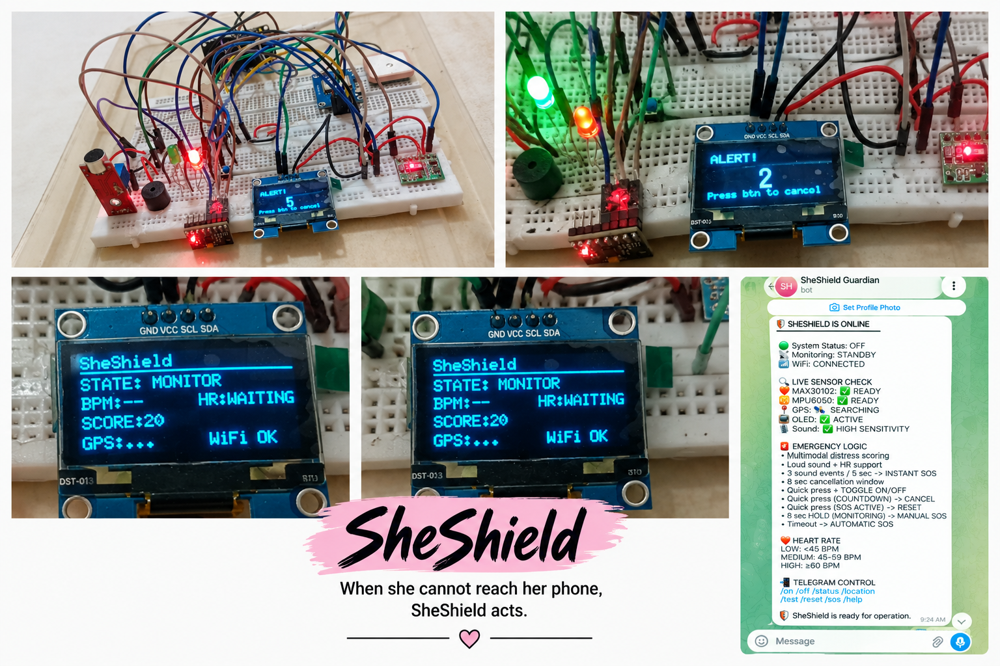 ALERT!
5
Press btn to cancel
GND VCC SCL SDA
ALERT!
2
Press btn to cancel
DST-013
GND VCC SCL SDA
SheShield
STATE: MONITOR
BPM:-- HR:WAITING
SCORE:20
GPS:... WiFi OK
DST-013
GND VCC SCL SDA
SheShield
STATE: MONITOR
BPM:-- HR:WAITING
SCORE:20
GPS:... WiFi OK
DST-013
SheShield
When she cannot reach her phone,
SheShield acts.
SH
SheShield Guardian
bot
Set Profile Photo
SHESHIELD IS ONLINE
System Status: OFF
Monitoring: STANDBY
WiFi: CONNECTED
LIVE SENSOR CHECK
MAX30102: ✅ READY
MPU6050: ✅ READY
GPS: SEARCHING
OLED: ✅ ACTIVE
Sound: ✅ HIGH SENSITIVITY
EMERGENCY LOGIC
• Multimodal distress scoring
• Loud sound + HR support
• 3 sound events / 5 sec -> INSTANT SOS
• 8 sec cancellation window
• Quick press + TOGGLE ON/OFF
• Quick press (COUNTDOWN) -> CANCEL
• Quick press (SOS ACTIVE) -> RESET
• 8 sec HOLD (MONITORING) -> MANUAL SOS
• Timeout -> AUTOMATIC SOS
HEART RATE
LOW: <45 BPM
MEDIUM: 45-59 BPM
HIGH: ≥60 BPM
TELEGRAM CONTROL
/on /off /status /location
/test /reset /sos /help
SheShield is ready for operation.
9:24 AM
Message